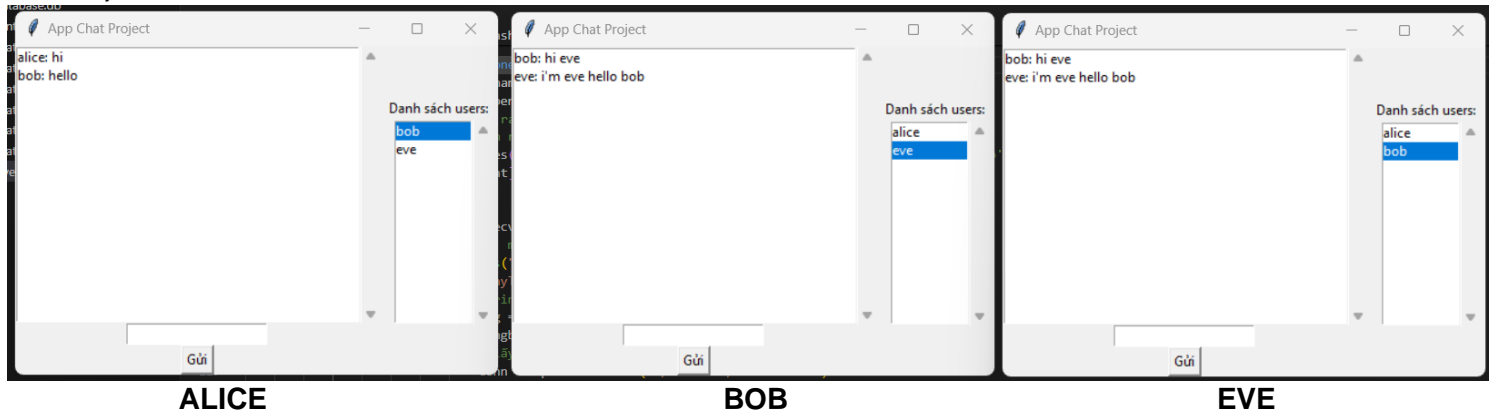 App Chat Project
alice: hi
bob: hello
Danh sách users:
bob
eve
Gửi
App Chat Project
bob: hi eve
eve: i'm eve hello bob
Danh sách users:
alice
eve
Gửi
App Chat Project
bob: hi eve
eve: i'm eve hello bob
Danh sách users:
alice
bob
Gửi
ALICE
BOB
EVE